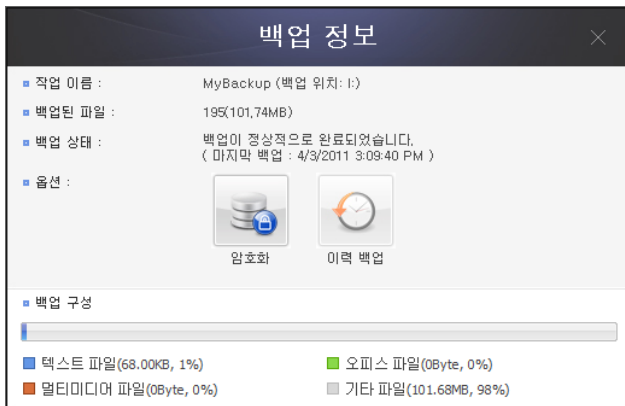 백업 정보
작업 이름 : MyBackup (백업 위치: I:)
백업된 파일 : 195(101,74MB)
백업 상태 : 백업이 정상적으로 완료되었습니다,
( 마지막 백업 : 4/3/2011 3:09:40 PM )
옵션 :
암호화 이력 백업
백업 구성
텍스트 파일(68.00KB, 1%) 오피스 파일(0Byte, 0%)
멀티미디어 파일(0Byte, 0%) 기타 파일(101.68MB, 98%)